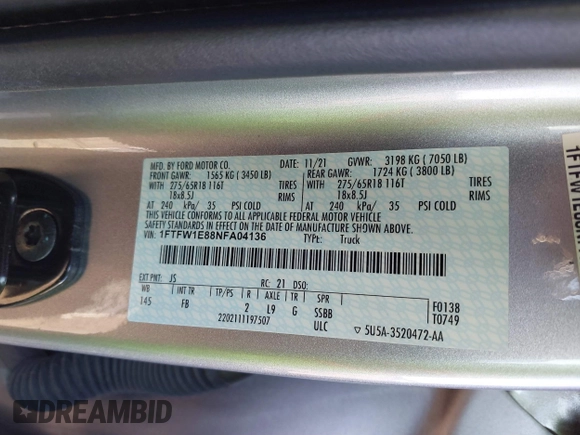 MFD. BY FORD MOTOR CO. 11/21 GVWR: 3198 KG ( 7050 LB)
FRONT GAWR: 1565 KG ( 3450 LB) REAR GAWR: 1724 KG ( 3800 LB)
WITH 275/65R18 116T TIRES WITH 275/65R18 116T TIRES
18x8.5J RIMS 18x8.5J RIMS
AT 240 kPa/ 35 PSI COLD AT 240 kPa/ 35 PSI COLD
THIS VEHICLE CONFORMS TO ALL APPLICABLE FEDERAL MOTOR VEHICLE
SAFETY STANDARDS IN EFFECT ON THE DATE OF MANUFACTURE SHOWN ABOVE.
VIN: 1FTFW1E88NFA04136 TYPE: Truck
EXT PNT: JS RC: 21 DSO:
WB INT TR TP/PS R AXLE TR SPR
145 FB 2 L9 G SSBB F0138
2202111197507 ULC T0749
5U5A-3520472-AA
DREAMBID